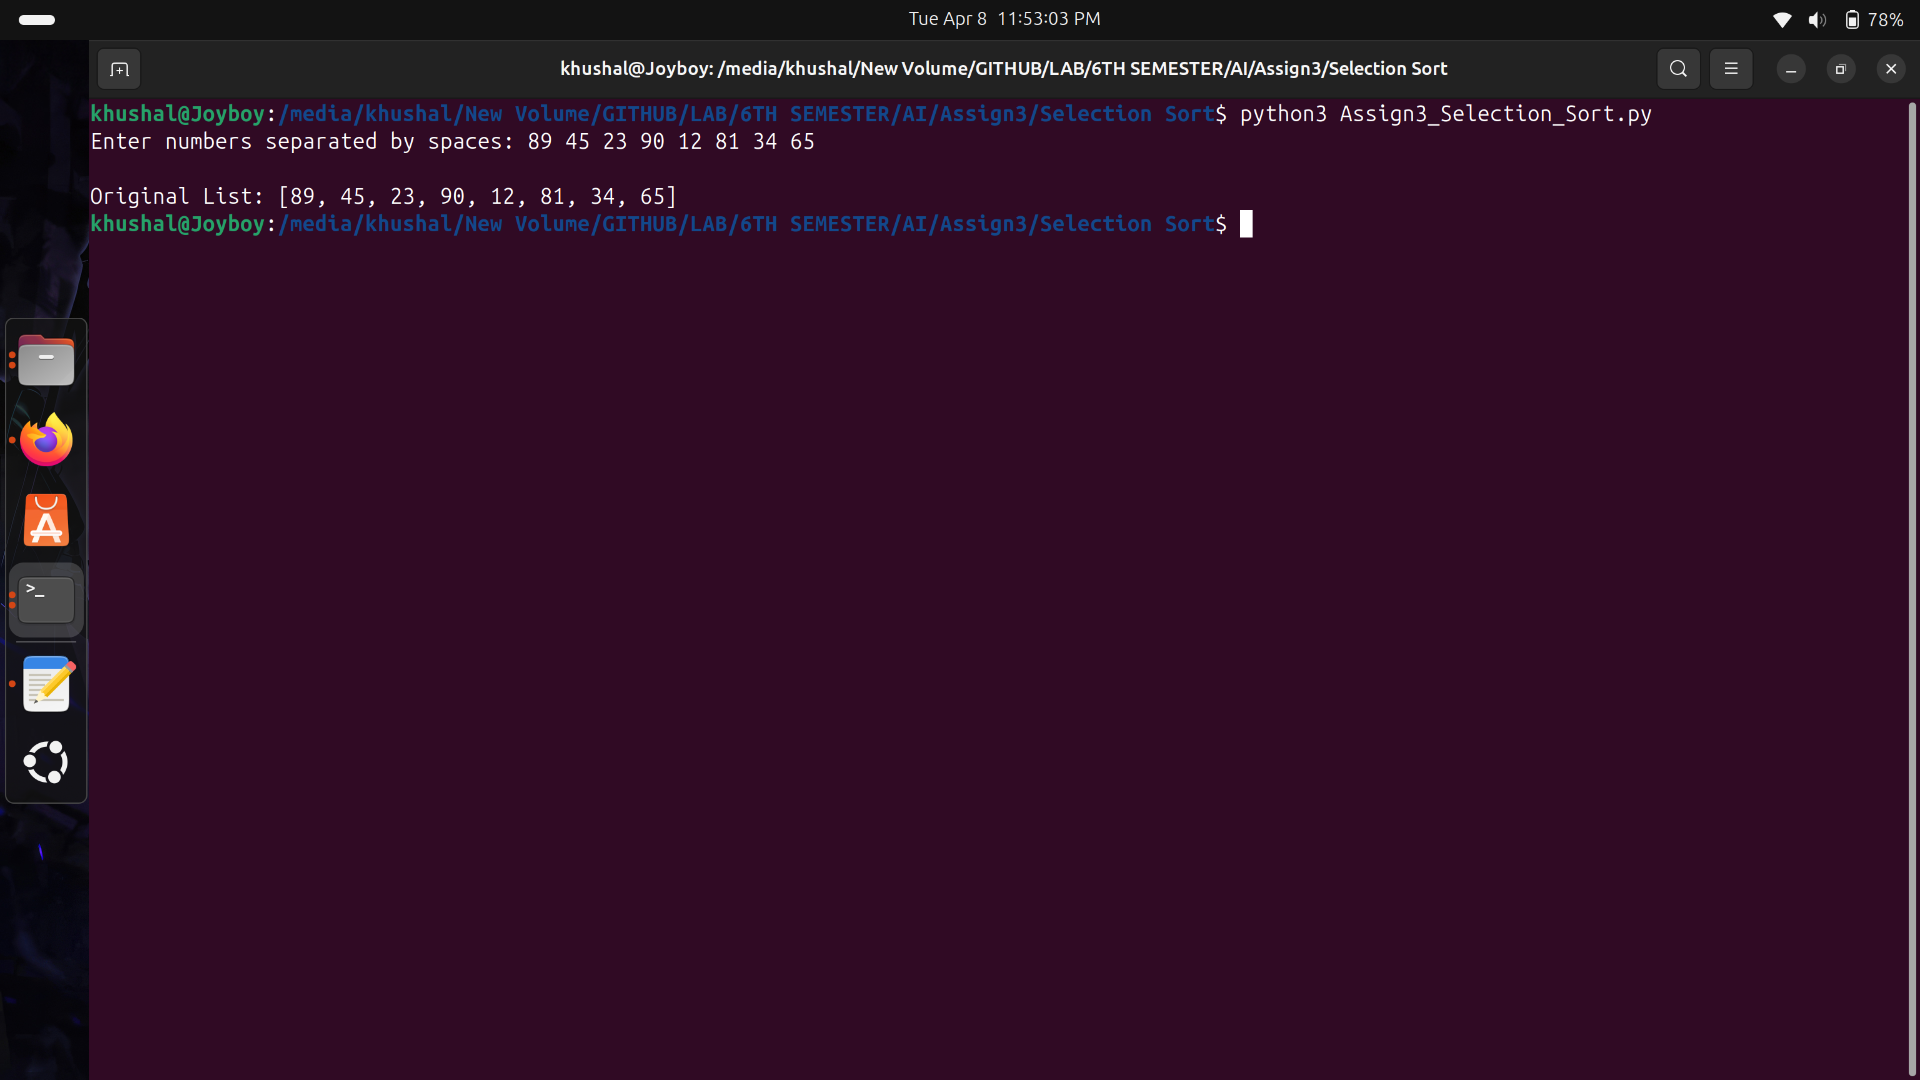 Tue Apr 8 11:53:03 PM
78%
khushal@Joyboy: /media/khushal/New Volume/GITHUB/LAB/6TH SEMESTER/AI/Assign3/Selection Sort
khushal@Joyboy:/media/khushal/New Volume/GITHUB/LAB/6TH SEMESTER/AI/Assign3/Selection Sort$ python3 Assign3_Selection_Sort.py
Enter numbers separated by spaces: 89 45 23 90 12 81 34 65
Original List: [89, 45, 23, 90, 12, 81, 34, 65]
khushal@Joyboy:/media/khushal/New Volume/GITHUB/LAB/6TH SEMESTER/AI/Assign3/Selection Sort$